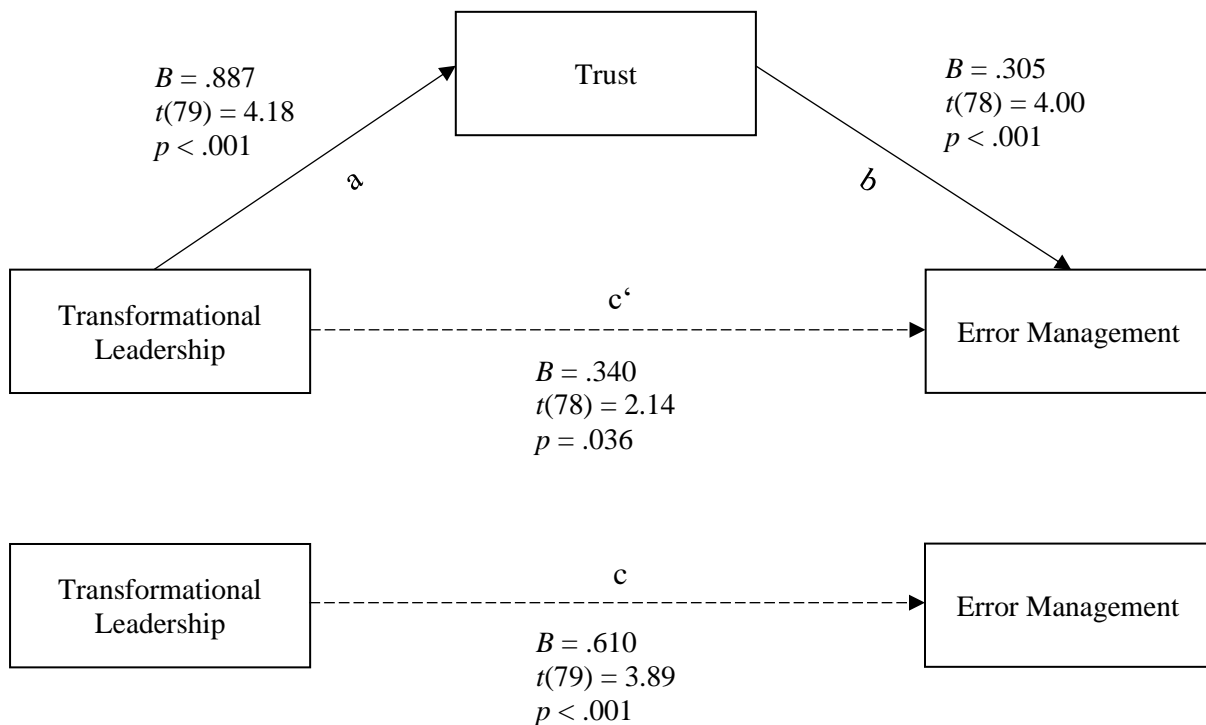 Trust
B = .887
t(79) = 4.18
p < .001
B = .305
t(78) = 4.00
p < .001
a
b
Transformational
Leadership
c‘
Error Management
B = .340
t(78) = 2.14
p = .036
Transformational
Leadership
c
Error Management
B = .610
t(79) = 3.89
p < .001